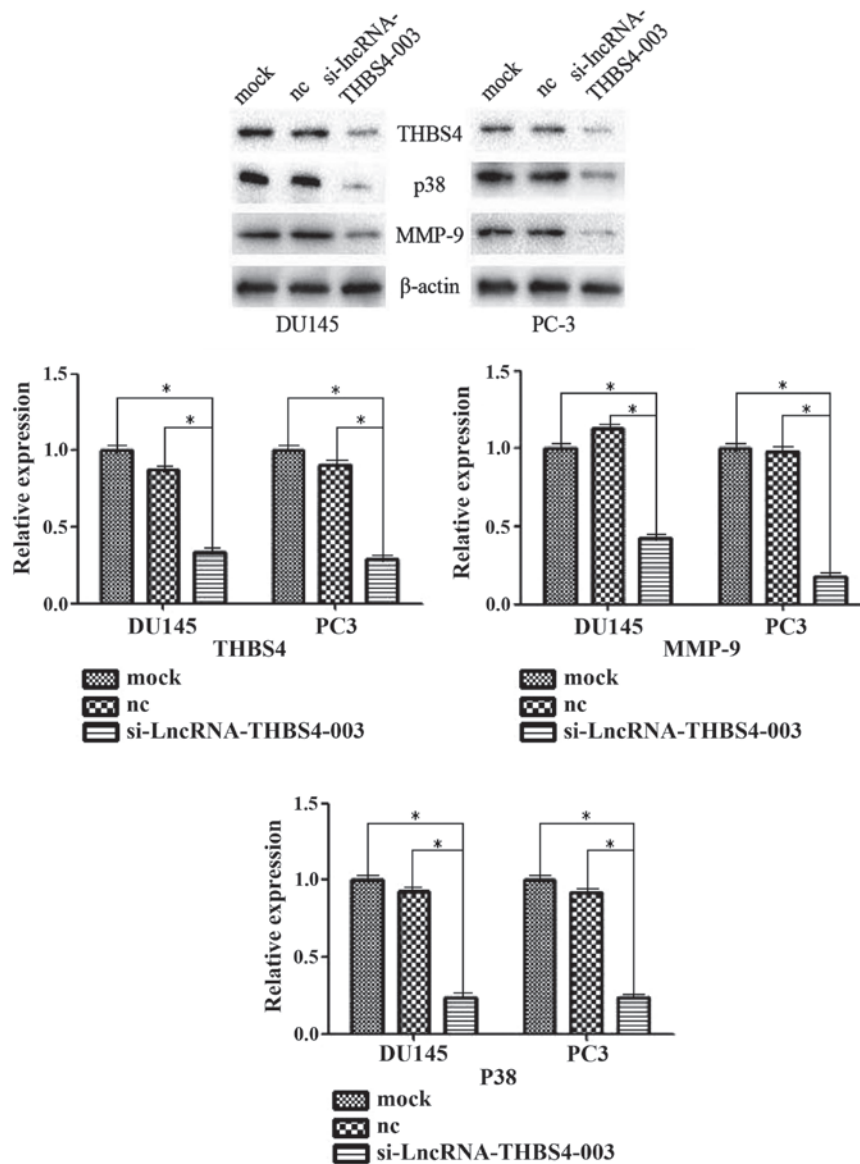 mock nc si-lncRNA-THBS4-003 mock nc si-lncRNA-THBS4-003
THBS4
p38
MMP-9
β-actin
DU145 PC-3
Relative expression
1.5
1.0
0.5
0.0
* * * *
DU145 PC3
THBS4
mock
nc
si-LncRNA-THBS4-003
Relative expression
1.5
1.0
0.5
0.0
* * * *
DU145 PC3
MMP-9
mock
nc
si-LncRNA-THBS4-003
Relative expression
1.5
1.0
0.5
0.0
* * * *
DU145 PC3
P38
mock
nc
si-LncRNA-THBS4-003